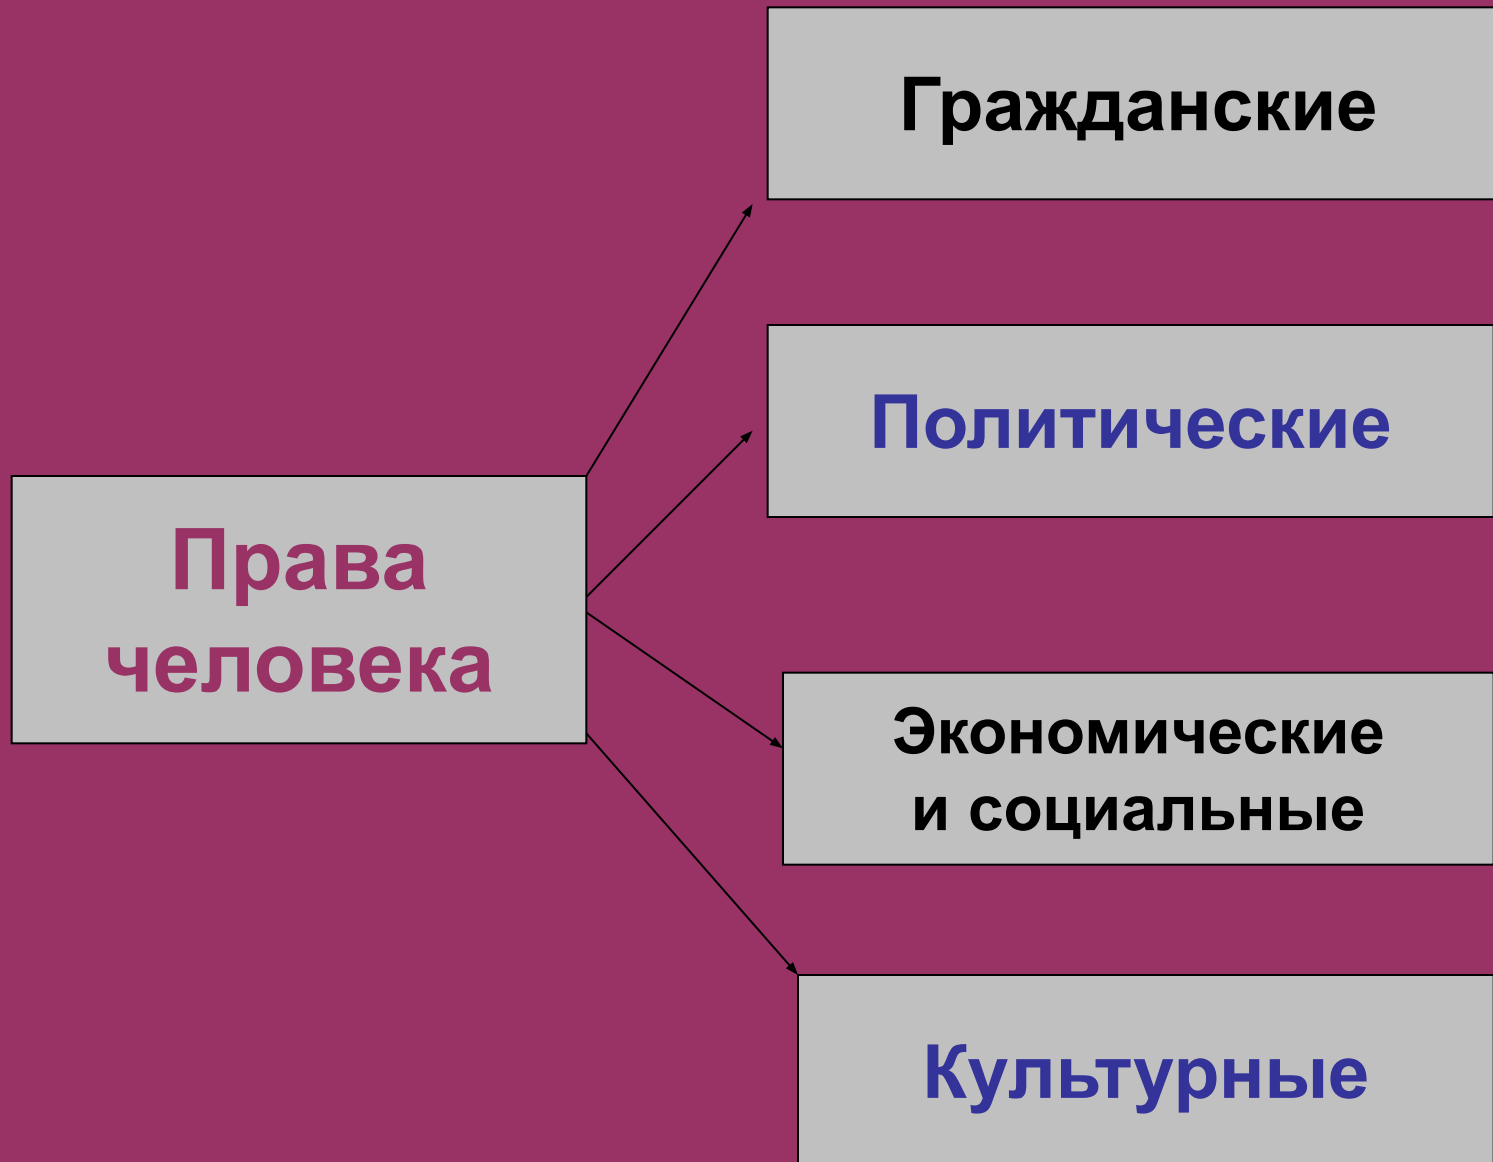 Гражданские
Политические
Права
человека
Экономические
и социальные
Культурные